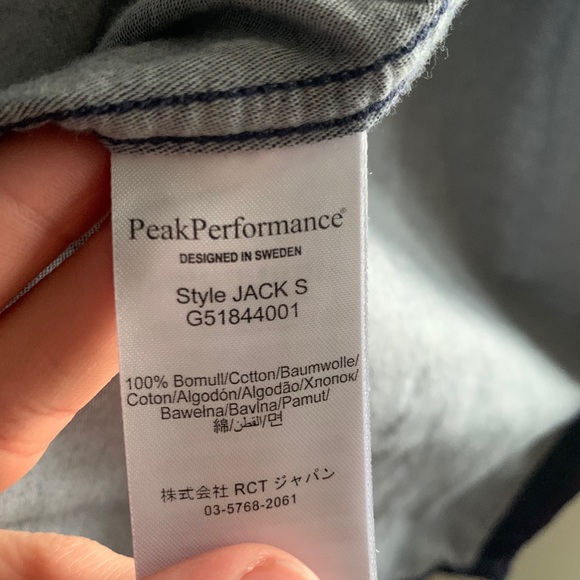 PeakPerformance®
DESIGNED IN SWEDEN
Style JACK S
G51844001
100% Bomull/Cotton/Baumwolle/
Coton/Algodón/Algodão/Хлопок/
Bawełna/Bavlna/Pamut/
綿/القطن/면
株式会社 RCT ジャパン
03-5768-2061